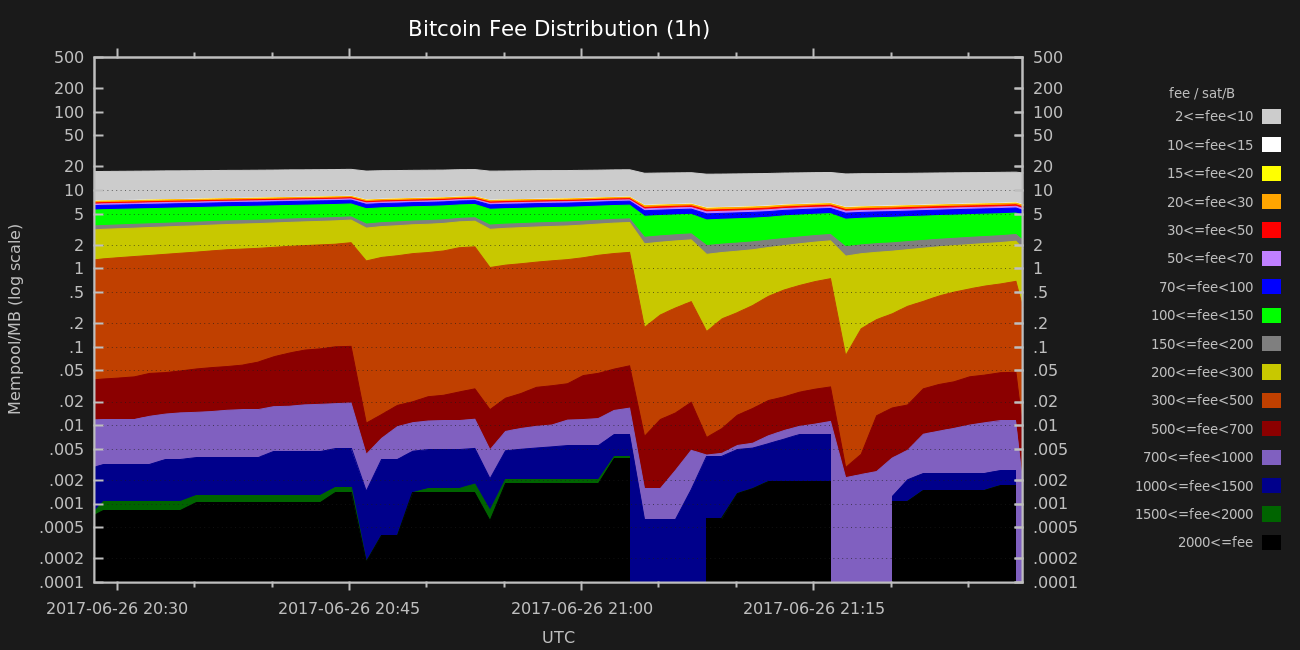 Bitcoin Fee Distribution (1h)
500
200
100
50
20
10
5
2
1
.5
.2
.1
.05
.02
.01
.005
.002
.001
.0005
.0002
.0001
Mempool/MB (log scale)
500
200
100
50
20
10
5
2
1
.5
.2
.1
.05
.02
.01
.005
.002
.001
.0005
.0002
.0001
2017-06-26 20:30
2017-06-26 20:45
2017-06-26 21:00
2017-06-26 21:15
UTC
fee / sat/B
2<=fee<10
10<=fee<15
15<=fee<20
20<=fee<30
30<=fee<50
50<=fee<70
70<=fee<100
100<=fee<150
150<=fee<200
200<=fee<300
300<=fee<500
500<=fee<700
700<=fee<1000
1000<=fee<1500
1500<=fee<2000
2000<=fee